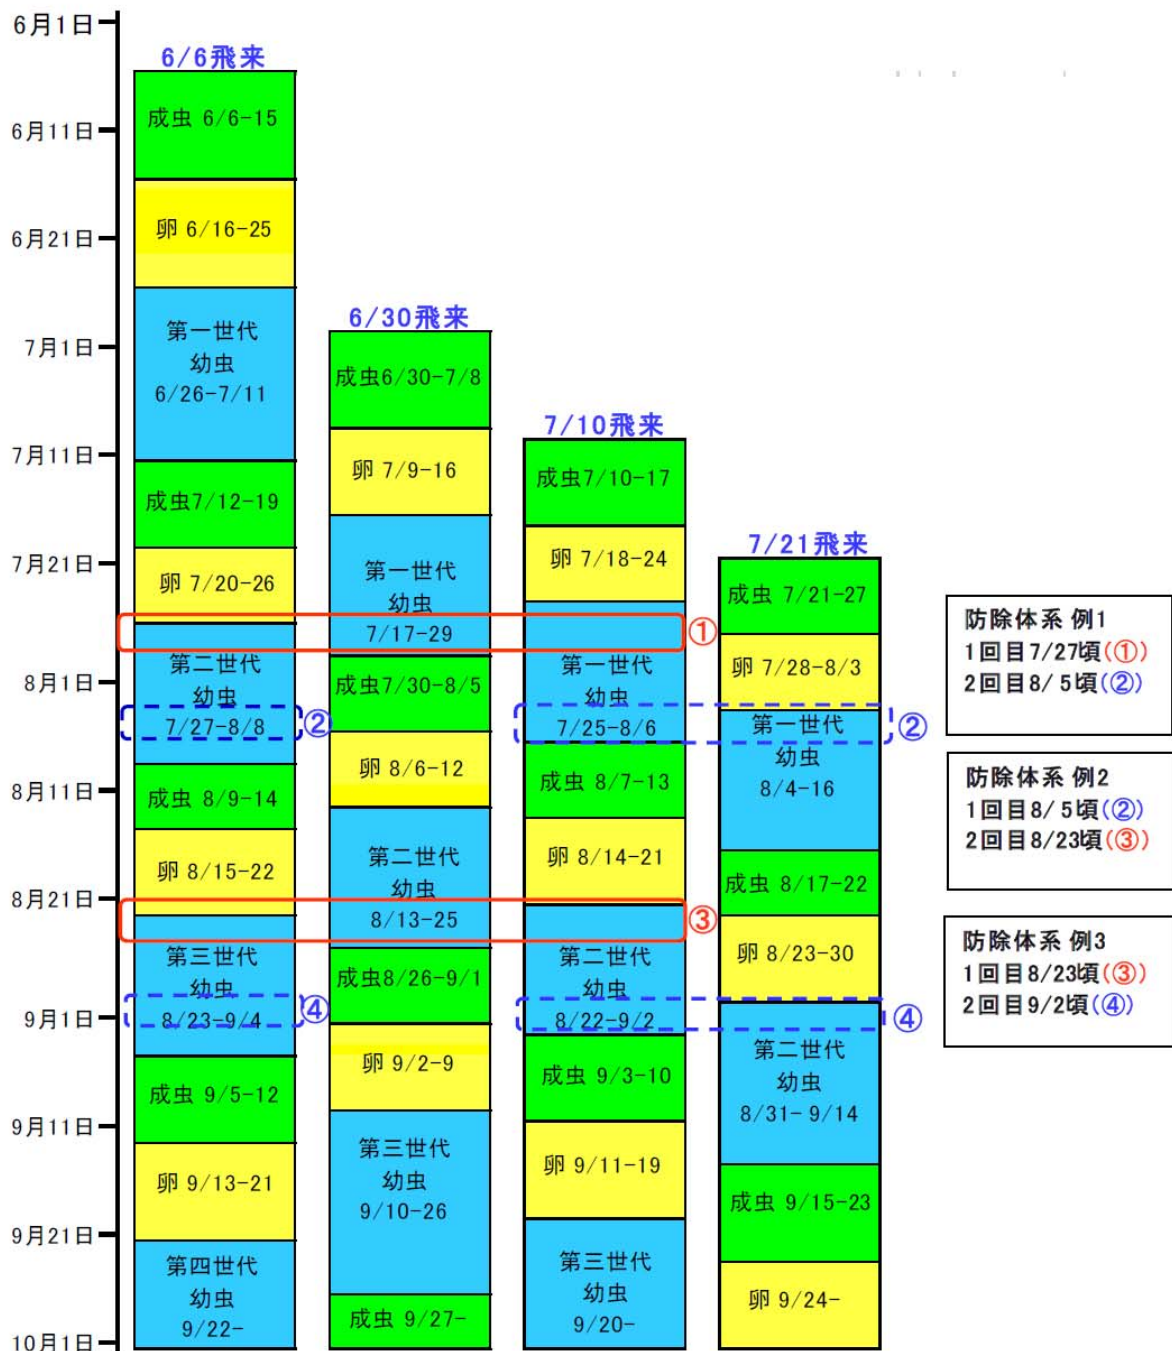 6月1日
6月11日
6月21日
7月1日
7月11日
7月21日
8月1日
8月11日
8月21日
9月1日
9月11日
9月21日
10月1日
6/6飛来
成虫 6/6-15
卵 6/16-25
第一世代
幼虫
6/26-7/11
成虫7/12-19
卵 7/20-26
第二世代
幼虫
7/27-8/8
②
成虫 8/9-14
卵 8/15-22
第三世代
幼虫
8/23-9/4
④
成虫 9/5-12
卵 9/13-21
第四世代
幼虫
9/22-
6/30飛来
成虫6/30-7/8
卵 7/9-16
第一世代
幼虫
7/17-29
成虫7/30-8/5
卵 8/6-12
第二世代
幼虫
8/13-25
成虫8/26-9/1
卵 9/2-9
第三世代
幼虫
9/10-26
成虫 9/27-
7/10飛来
成虫7/10-17
卵 7/18-24
①
第一世代
幼虫
7/25-8/6
成虫 8/7-13
卵 8/14-21
③
第二世代
幼虫
8/22-9/2
成虫 9/3-10
卵 9/11-19
第三世代
幼虫
9/20-
7/21飛来
成虫 7/21-27
卵 7/28-8/3
第一世代
②
幼虫
8/4-16
成虫 8/17-22
卵 8/23-30
④
第二世代
幼虫
8/31- 9/14
成虫 9/15-23
卵 9/24-
防除体系 例1
1回目7/27頃(①)
2回目8/ 5頃(②)
防除体系 例2
1回目8/ 5頃(②)
2回目8/23頃(③)
防除体系 例3
1回目8/23頃(③)
2回目9/2頃(④)